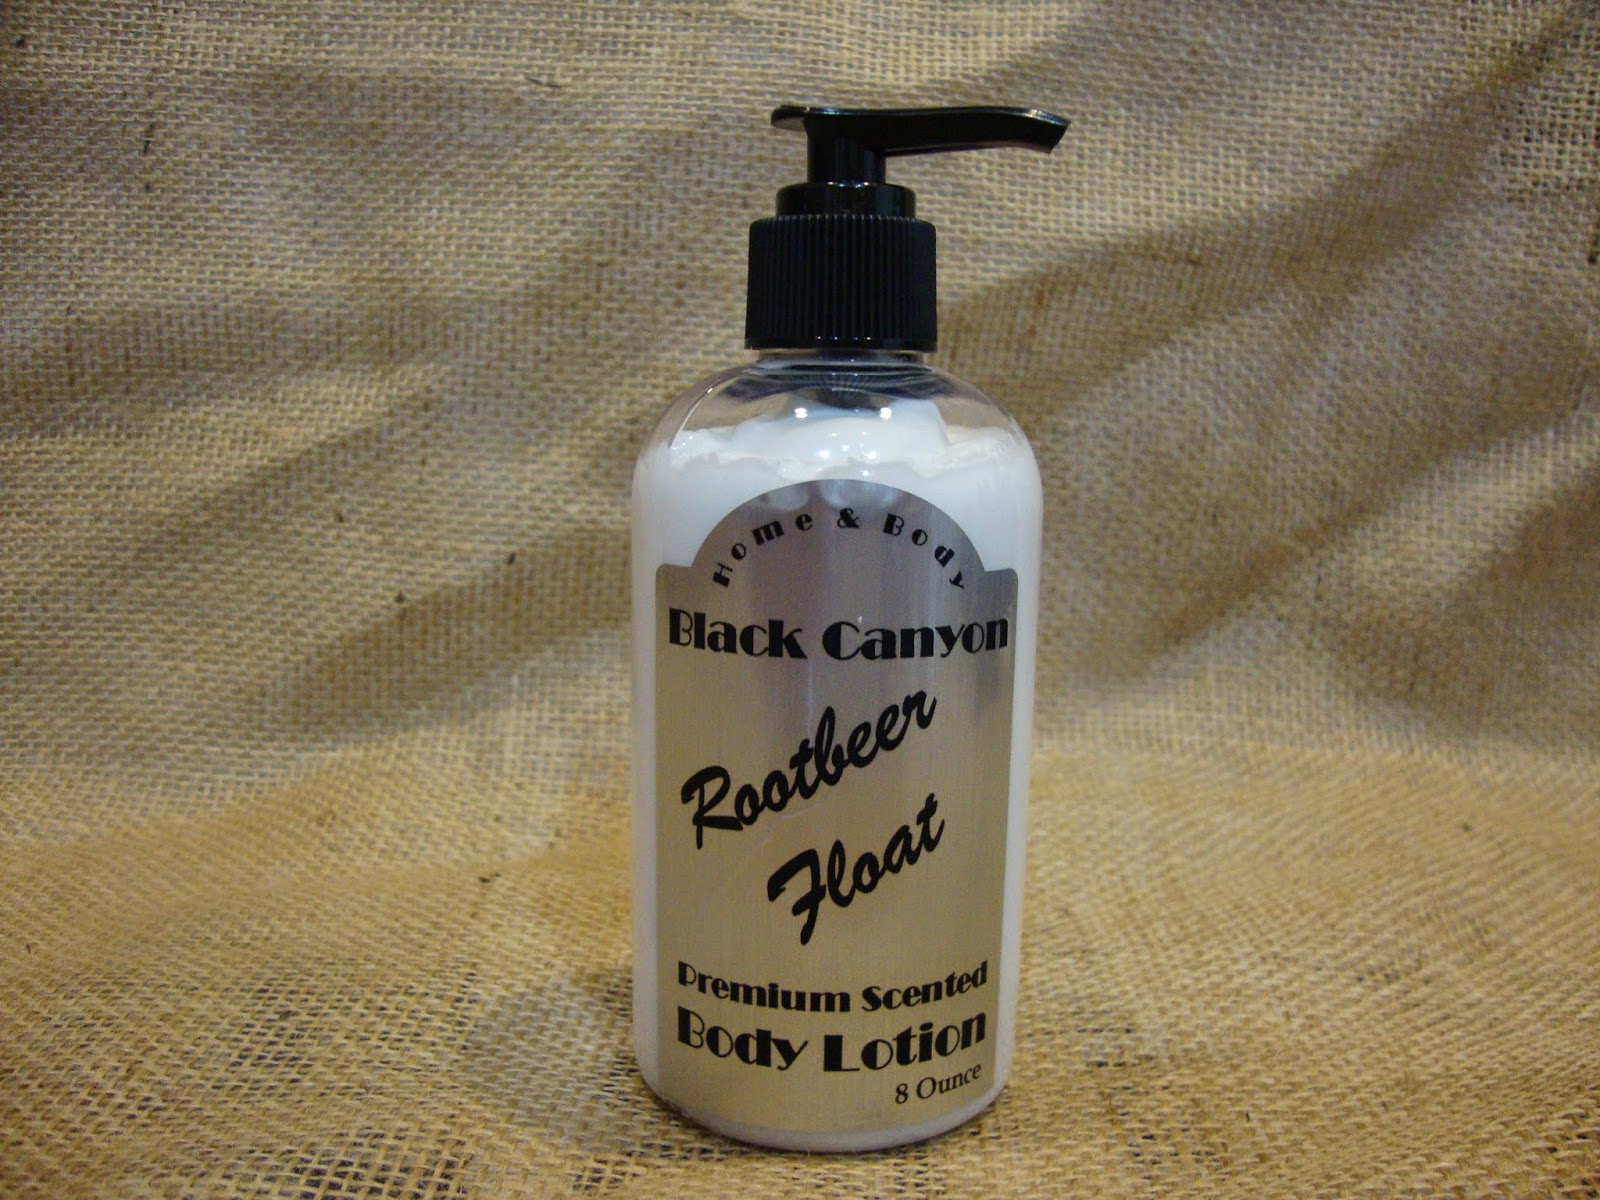 Home & Body
Black Canyon
Rootbeer
Float
Premium Scented
Body Lotion
8 Ounce